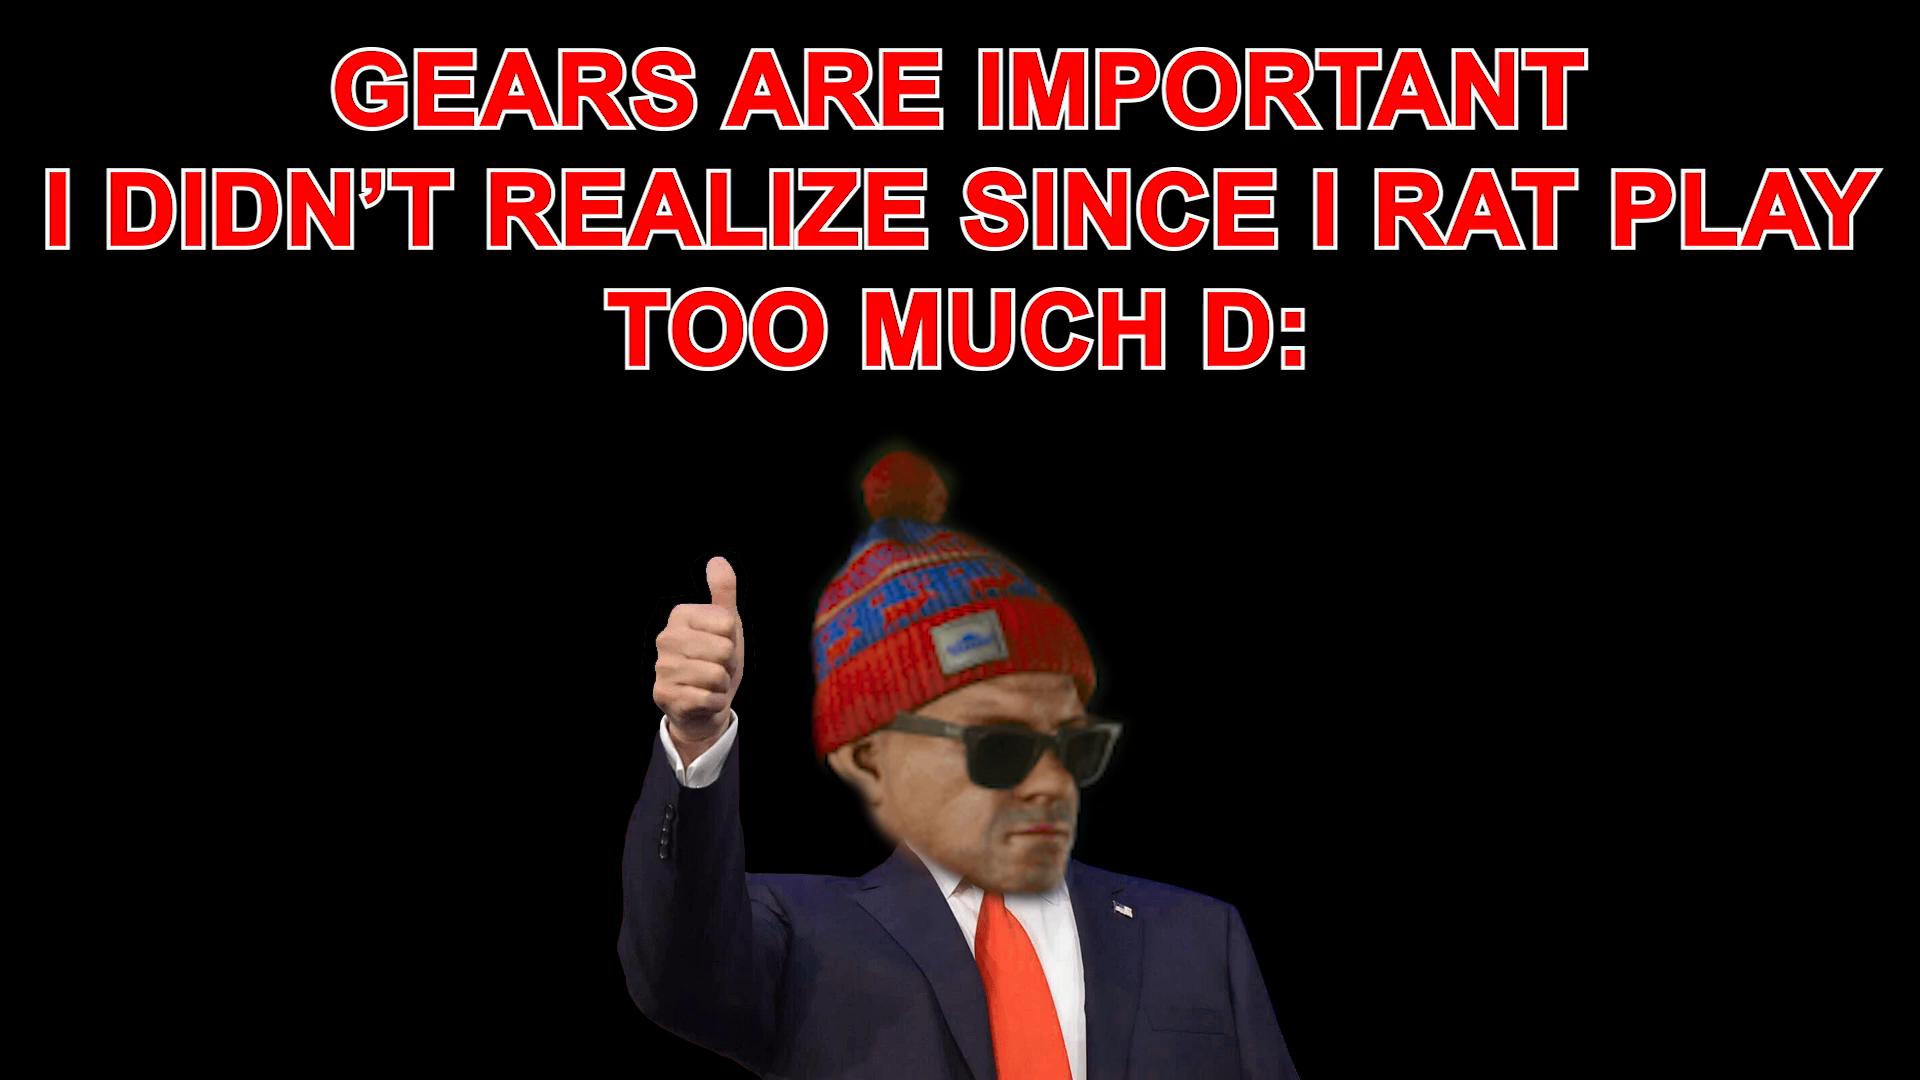 GEARS ARE IMPORTANT
I DIDN’T REALIZE SINCE I RAT PLAY
TOO MUCH D: